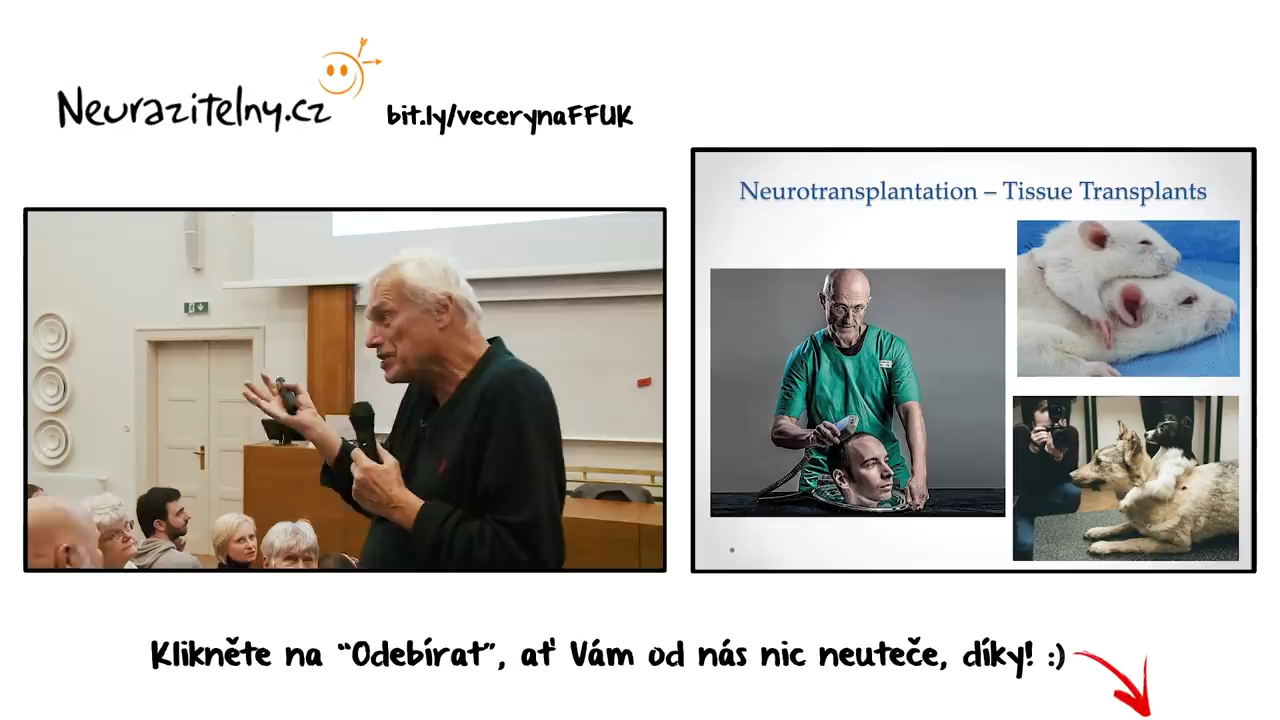 Neurazitelny.cz
bit.ly/vecerynaFFUK
Neurotransplantation – Tissue Transplants
Klikněte na “Odebírat”, ať Vám od nás nic neuteče, díky! :)